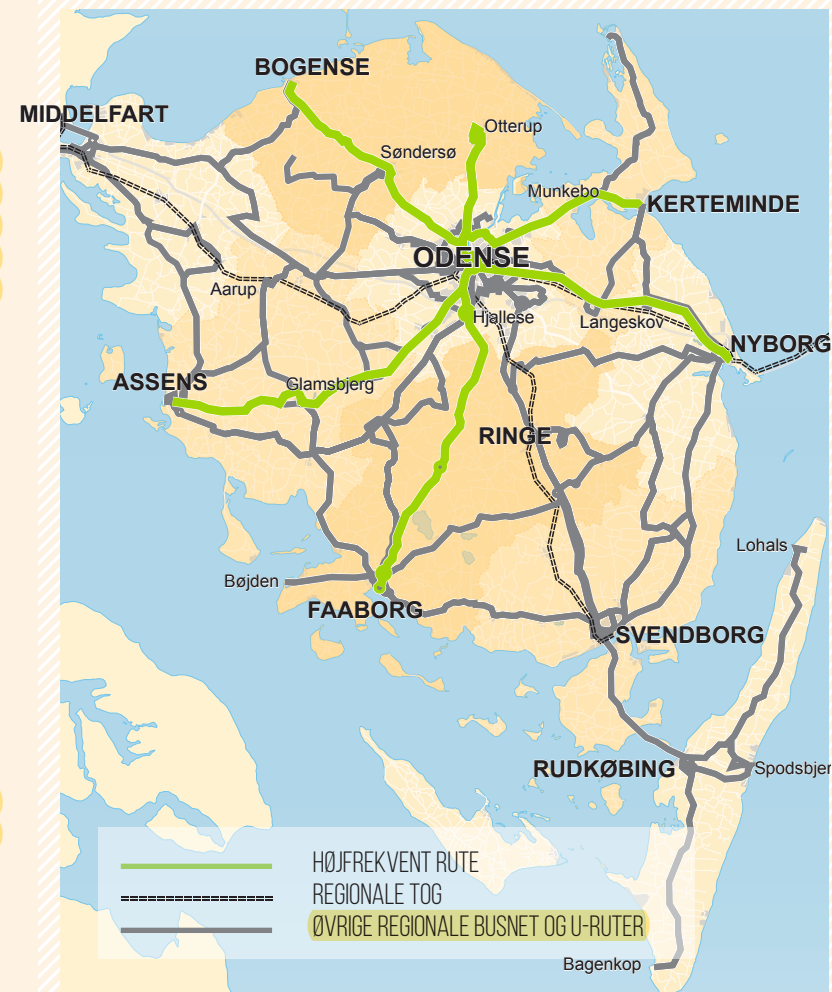 BOGENSE
MIDDELFART
Otterup
Søndersø
Munkebo
KERTEMINDE
ODENSE
Aarup
Hjallese
Langeskov
NYBORG
ASSENS
Glamsbjerg
RINGE
Lohals
Bøjden
FAABORG
SVENDBORG
RUDKØBING
Spodsbjer
HØJFREKVENT RUTE
REGIONALE TOG
ØVRIGE REGIONALE BUSNET OG U-RUTER
Bagenkop